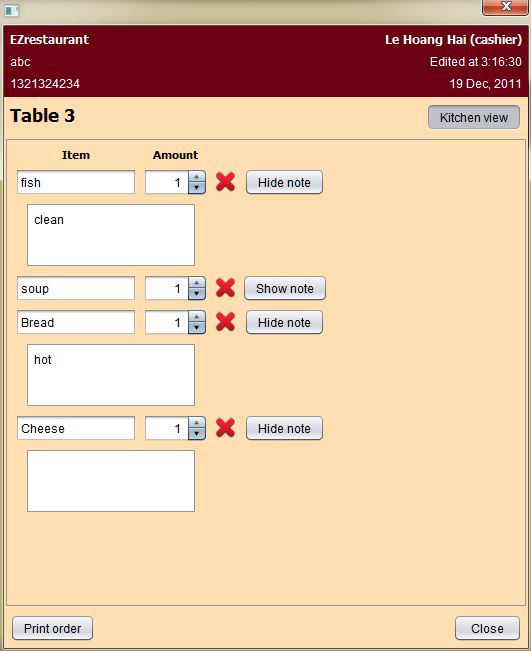 EZrestaurant Le Hoang Hai (cashier)
abc Edited at 3:16:30
1321324234 19 Dec, 2011
Table 3 Kitchen view
Item Amount
fish 1 Hide note
clean
soup 1 Show note
Bread 1 Hide note
hot
Cheese 1 Hide note
Print order Close